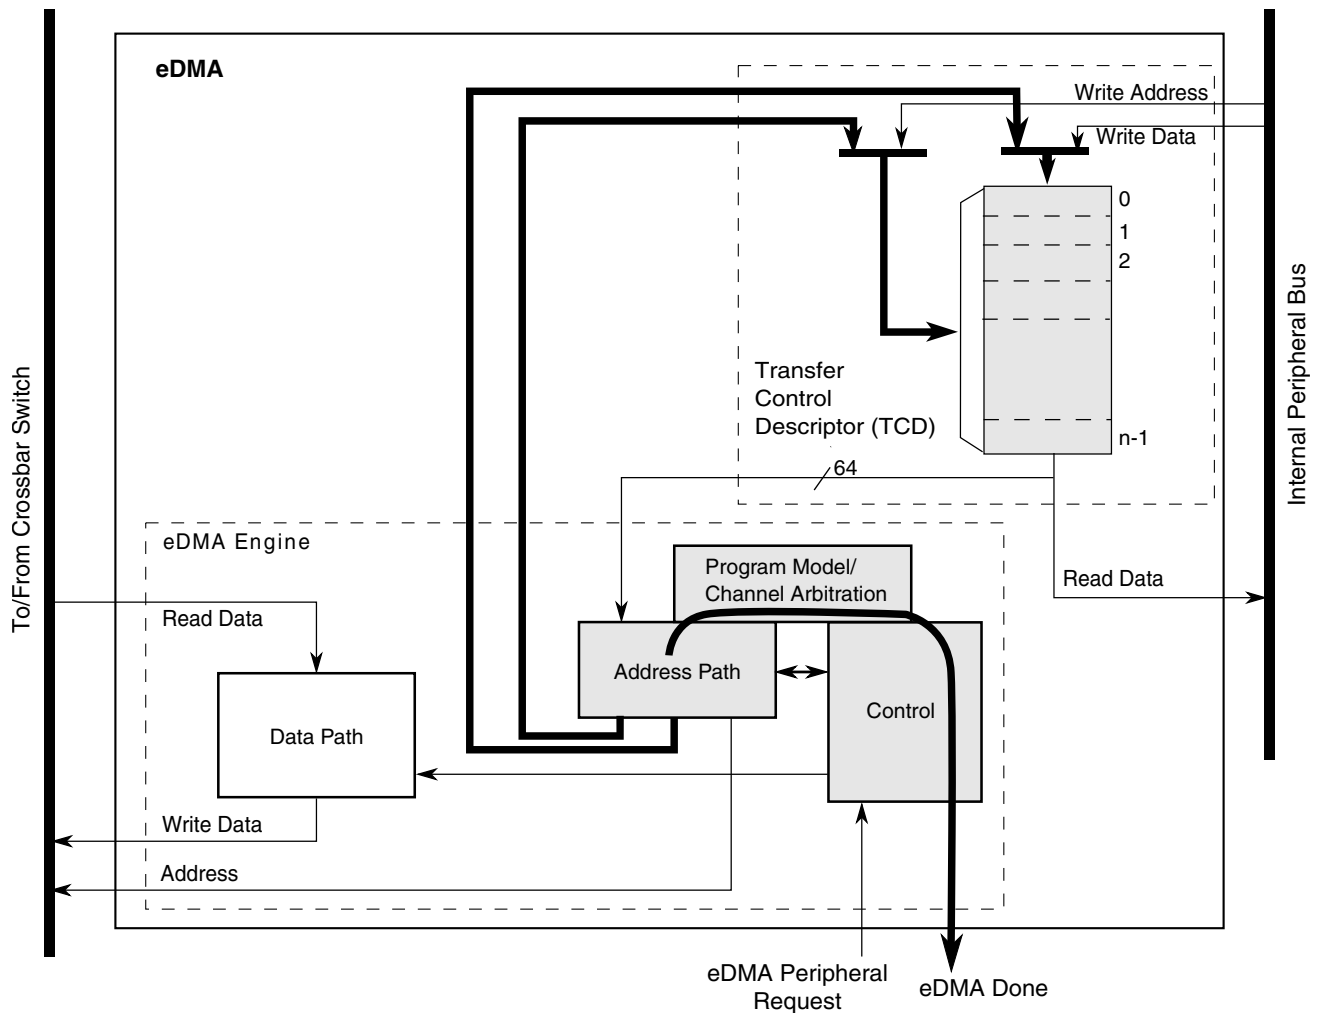 eDMA
Write Address
Write Data
0
1
2
n-1
Transfer
Control
Descriptor (TCD)
64
To/From Crossbar Switch
Internal Peripheral Bus
eDMA Engine
Program Model/
Channel Arbitration
Read Data
Read Data
Address Path
Control
Data Path
Write Data
Address
eDMA Peripheral
Request
eDMA Done